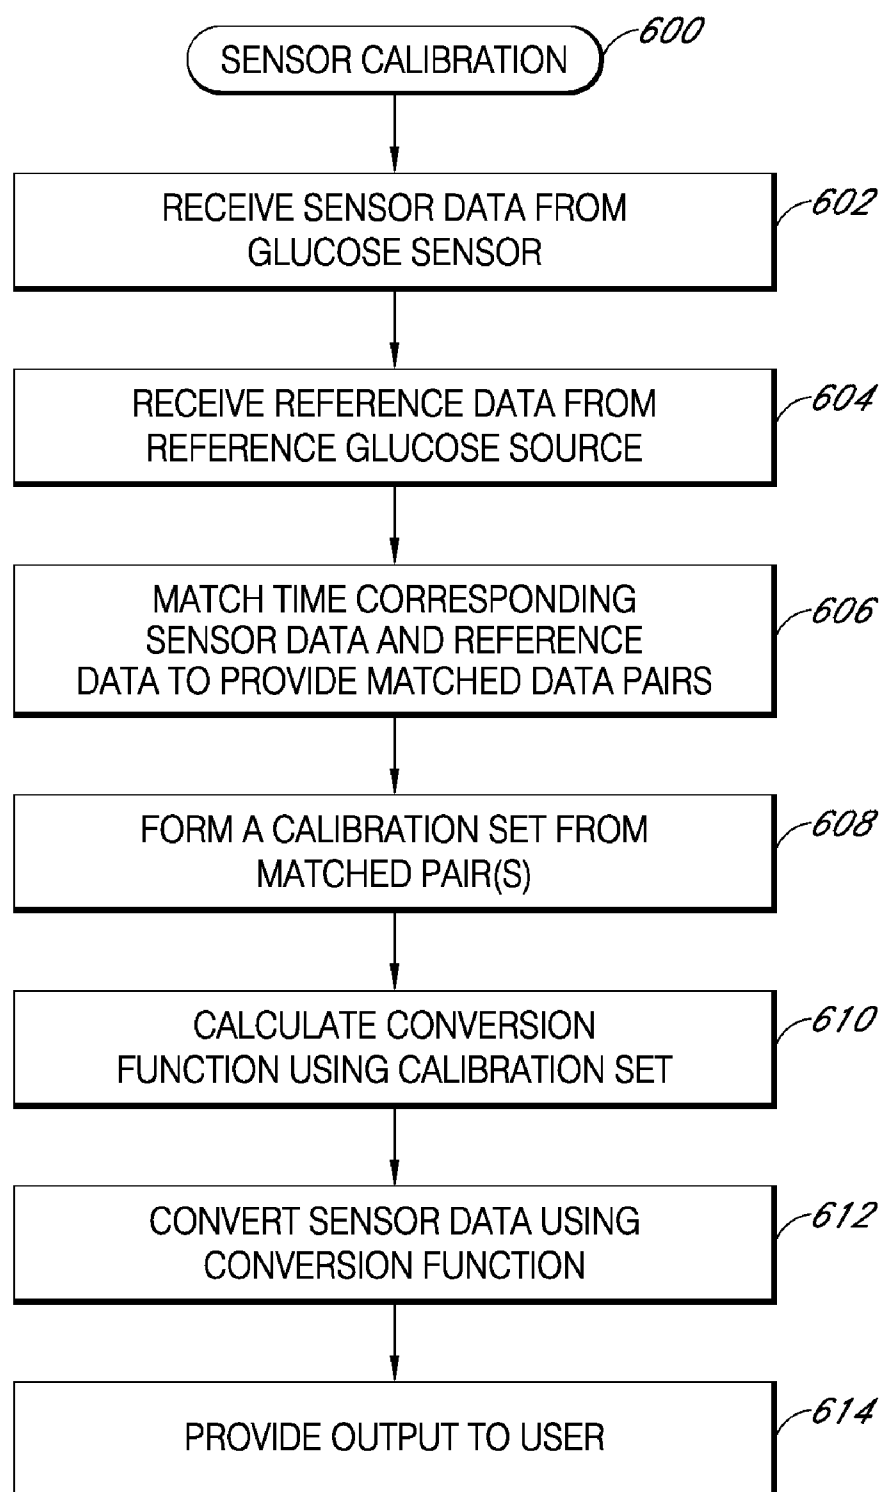 SENSOR CALIBRATION
600
RECEIVE SENSOR DATA FROM
GLUCOSE SENSOR
602
RECEIVE REFERENCE DATA FROM
REFERENCE GLUCOSE SOURCE
604
MATCH TIME CORRESPONDING
SENSOR DATA AND REFERENCE
DATA TO PROVIDE MATCHED DATA PAIRS
606
FORM A CALIBRATION SET FROM
MATCHED PAIR(S)
608
CALCULATE CONVERSION
FUNCTION USING CALIBRATION SET
610
CONVERT SENSOR DATA USING
CONVERSION FUNCTION
612
PROVIDE OUTPUT TO USER
614